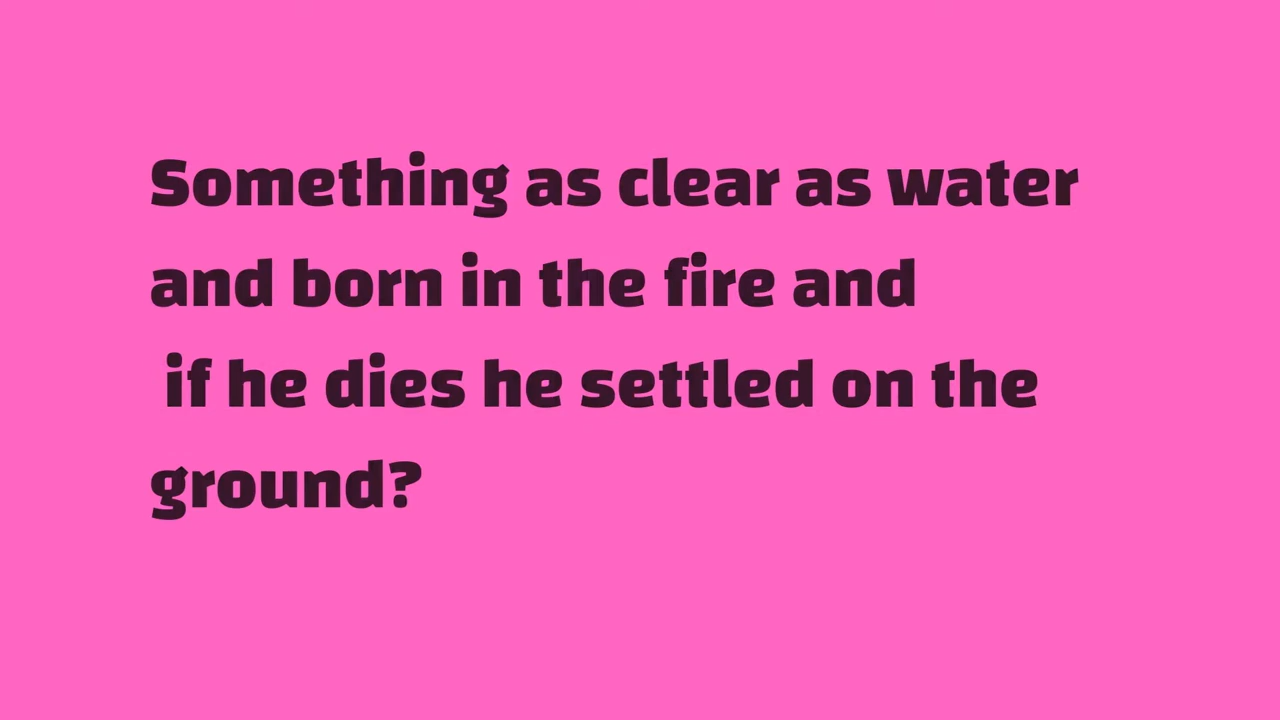 Something as clear as water
and born in the fire and
if he dies he settled on the
ground?